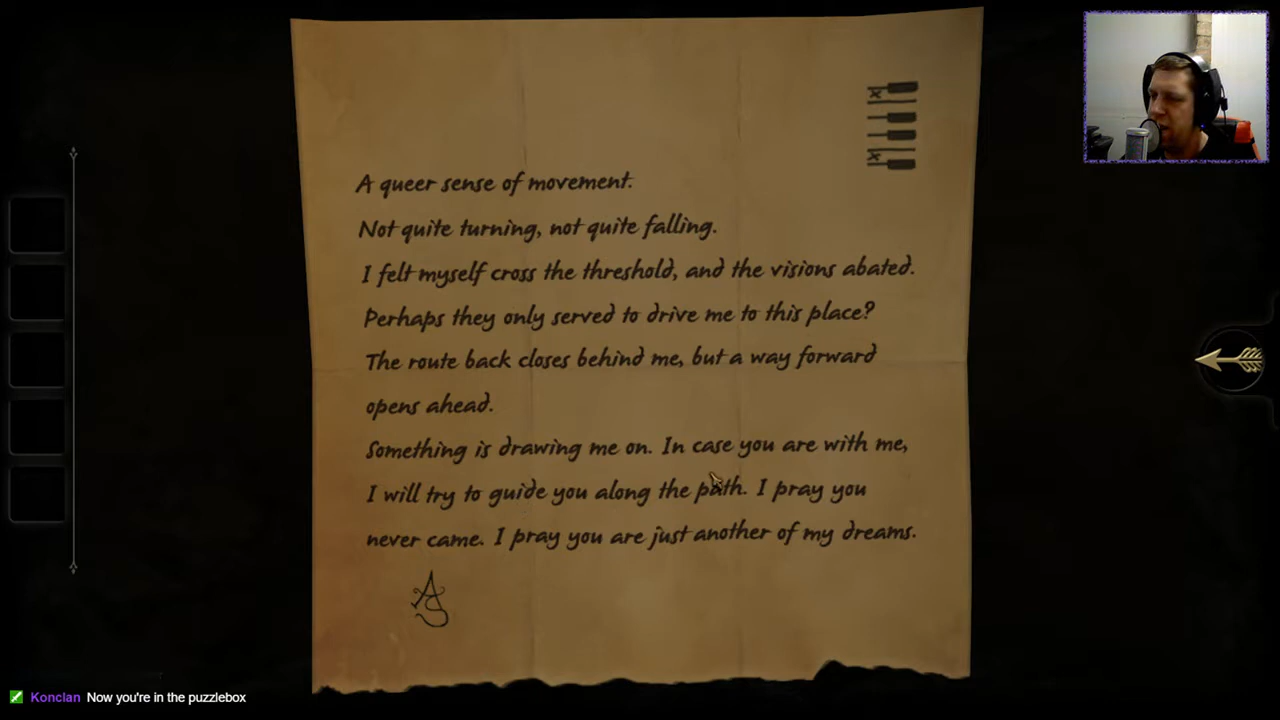 A queer sense of movement.
Not quite turning, not quite falling.
I felt myself cross the threshold, and the visions abated.
Perhaps they only served to drive me to this place?
The route back closes behind me, but a way forward
opens ahead.
Something is drawing me on. In case you are with me,
I will try to guide you along the path. I pray you
never came. I pray you are just another of my dreams.
AS
Konclan Now you're in the puzzlebox